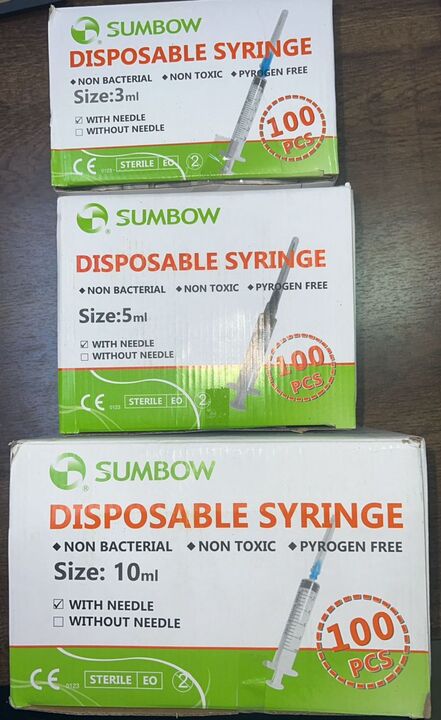 SUMBOW
DISPOSABLE SYRINGE
◆NON BACTERIAL ◆NON TOXIC ◆PYROGEN FREE
Size:3ml
☑ WITH NEEDLE
☐ WITHOUT NEEDLE
100
PCS
CE 0123 STERILE EO 2
® SUMBOW
DISPOSABLE SYRINGE
◆NON BACTERIAL ◆NON TOXIC ◆PYROGEN FREE
Size:5ml
☑ WITH NEEDLE
☐ WITHOUT NEEDLE
100
PCS
CE 0123 STERILE EO 2
® SUMBOW
DISPOSABLE SYRINGE
◆NON BACTERIAL ◆NON TOXIC ◆PYROGEN FREE
Size: 10ml
☑ WITH NEEDLE
☐ WITHOUT NEEDLE
100
PCS
CE 0123 STERILE EO 2